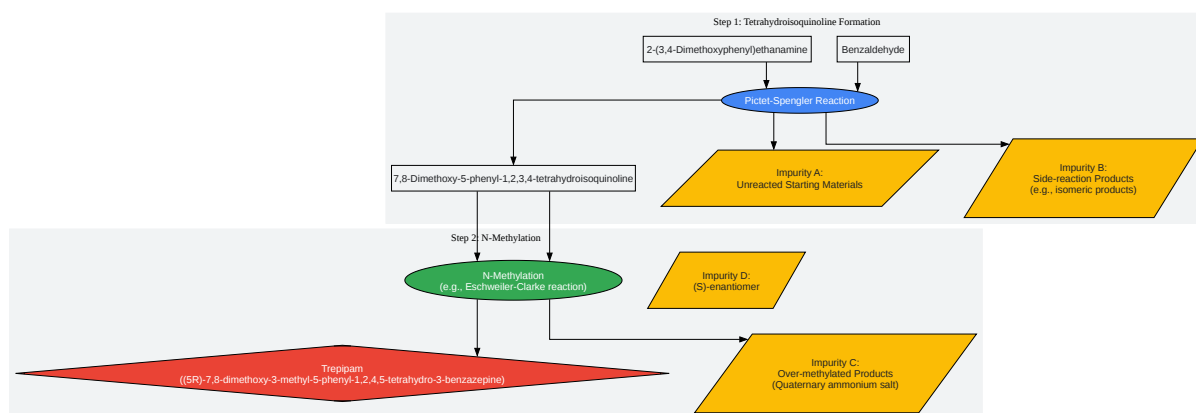 Step 1: Tetrahydroisoquinoline Formation
2-(3,4-Dimethoxyphenyl)ethanamine
Benzaldehyde
Pictet-Spengler Reaction
7,8-Dimethoxy-5-phenyl-1,2,3,4-tetrahydroisoquinoline
Impurity A:
Unreacted Starting Materials
Impurity B:
Side-reaction Products
(e.g., isomeric products)
Step 2: N-Methylation
N-Methylation
(e.g., Eschweiler-Clarke reaction)
Impurity D:
(S)-enantiomer
Trepipam
((5R)-7,8-dimethoxy-3-methyl-5-phenyl-1,2,4,5-tetrahydro-3-benzazepine)
Impurity C:
Over-methylated Products
(Quaternary ammonium salt)